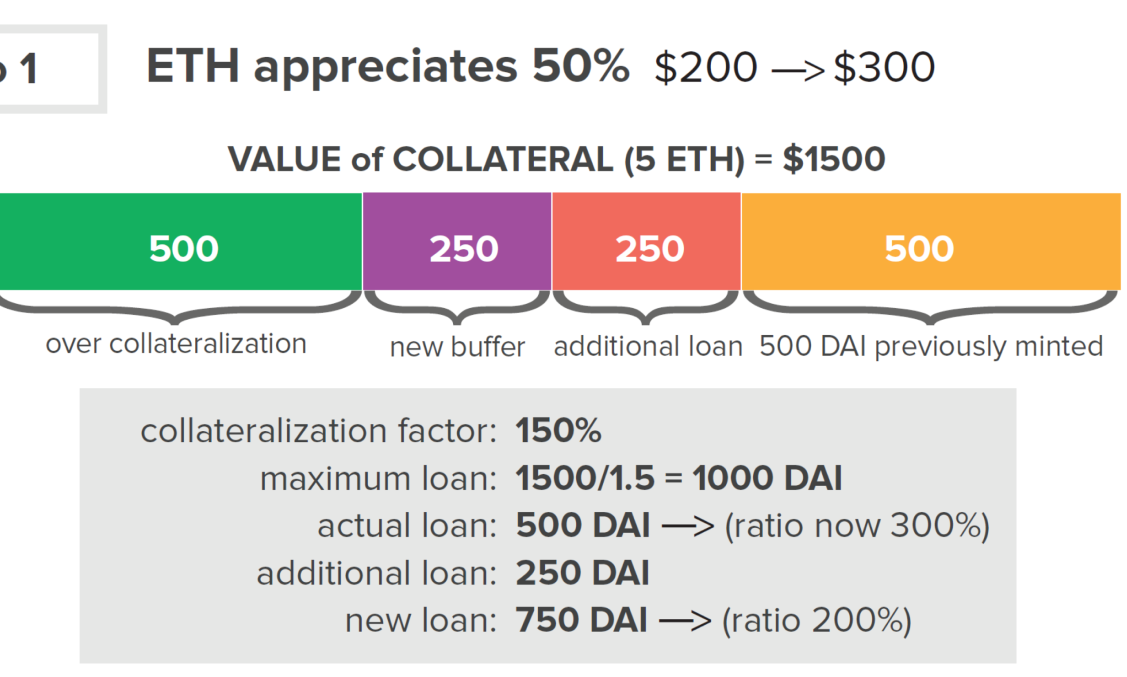 1
ETH appreciates 50% $200 —> $300
VALUE of COLLATERAL (5 ETH) = $1500
500 250 250 500
over collateralization new buffer additional loan 500 DAI previously minted
collateralization factor: 150%
maximum loan: 1500/1.5 = 1000 DAI
actual loan: 500 DAI —> (ratio now 300%)
additional loan: 250 DAI
new loan: 750 DAI —> (ratio 200%)